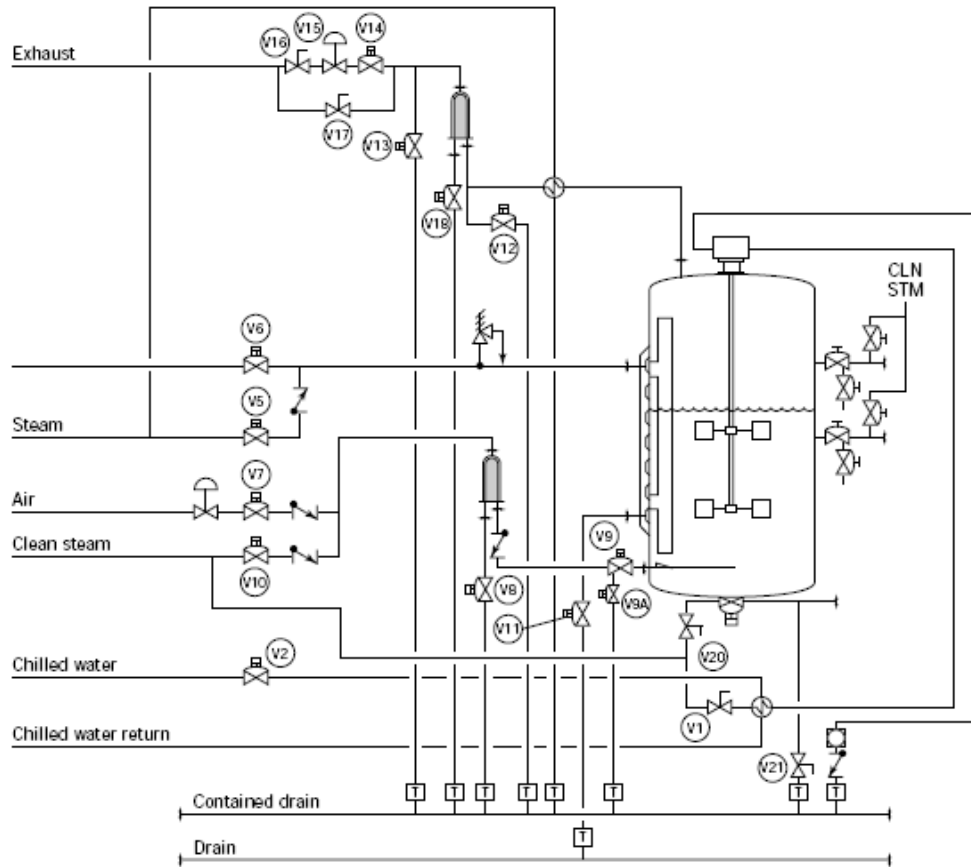 V15
V14
V16
Exhaust
V17
V13
V18
V12
CLN
STM
V6
V5
Steam
V7
Air
V9
Clean steam
V10
V8
V9A
V11
V2
V20
Chilled water
V1
Chilled water return
V21
T T T T T T T T
Contained drain
T
Drain